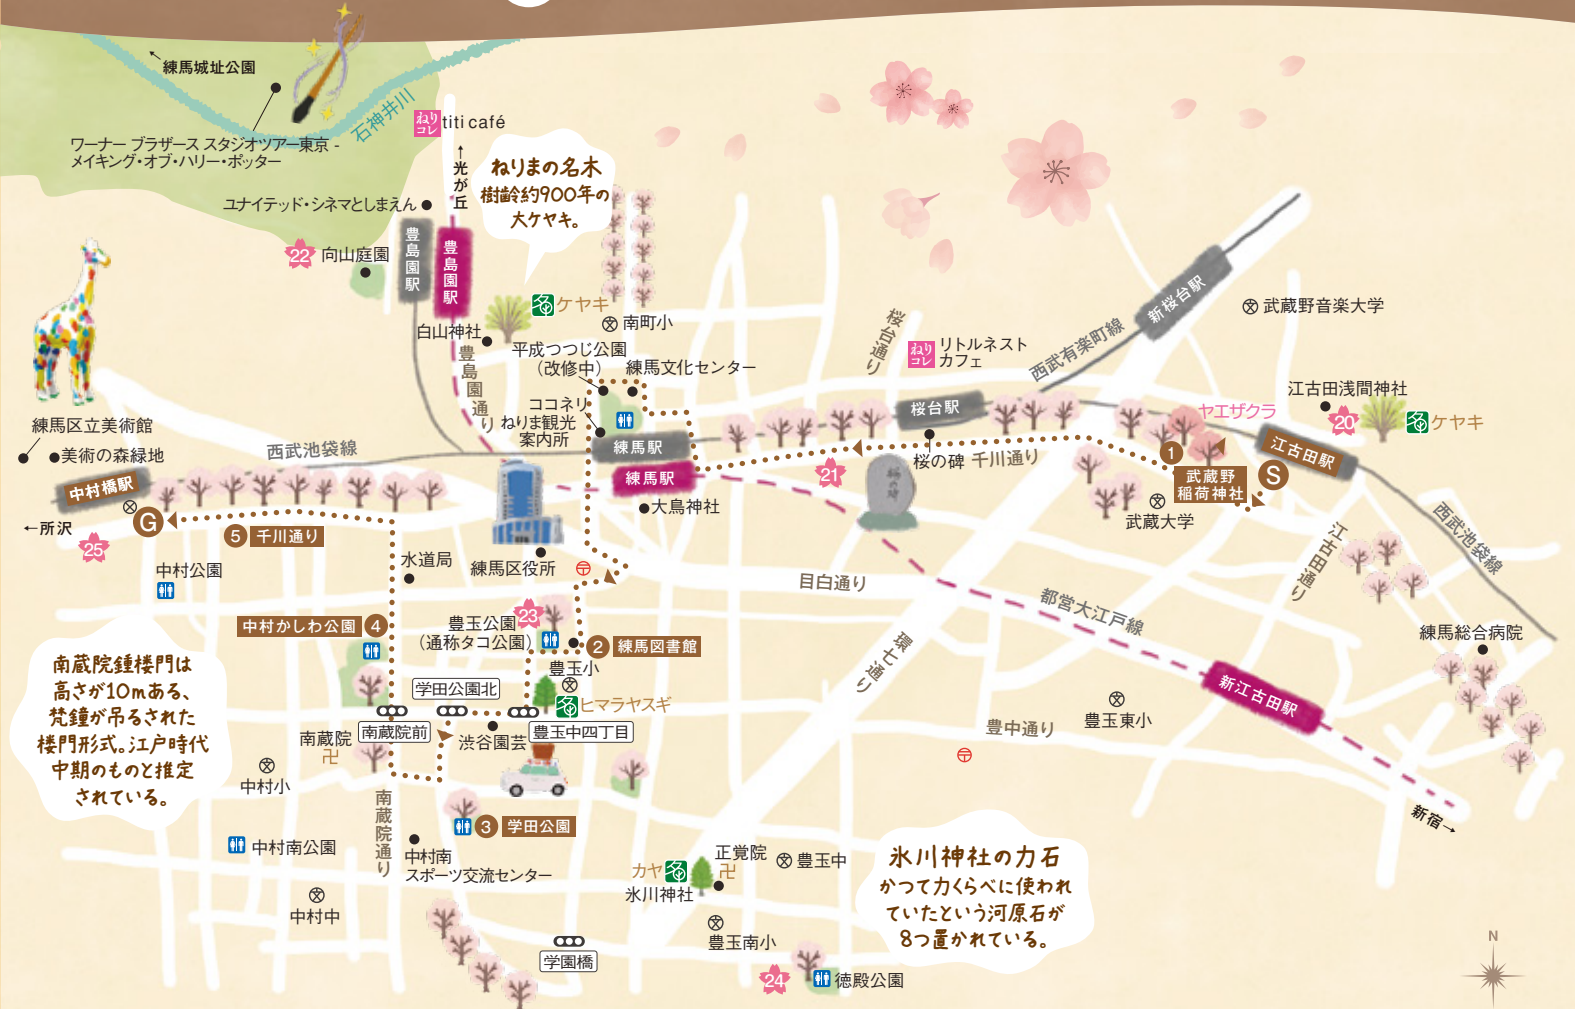 練馬城址公園
ワーナー ブラザース スタジオツアー東京 -
メイキング・オブ・ハリー・ポッター
石神井川
ねり
コレ
titi café
↑光が丘
ねりまの名木
樹齢約900年の
大ケヤキ。
ユナイテッド・シネマとしまえん
22
向山庭園
豊島園駅
豊島園駅
名
ケヤキ
白山神社
南町小
豊島園通り
平成つつじ公園
(改修中)
練馬文化センター
ココネリ
ねりま観光
案内所
練馬駅
練馬駅
大鳥神社
桜台通り
ねり
コレ
リトルネスト
カフェ
西武有楽町線
新桜台駅
武蔵野音楽大学
桜台駅
桜の碑
千川通り
21
桜の碑
ヤエザクラ
1
武蔵野
稲荷神社
S
江古田駅
江古田浅間神社
20
名
ケヤキ
武蔵大学
江古田通り
西武池袋線
練馬区立美術館
美術の森緑地
中村橋駅
西武池袋線
←所沢
G
25
5
千川通り
中村公園
水道局
練馬区役所
目白通り
都営大江戸線
環七通り
練馬総合病院
新江古田駅
新宿→
豊玉東小
豊中通り
中村かしわ公園
4
23
豊玉公園
(通称タコ公園)
2
練馬図書館
豊玉小
名
ヒマラヤスギ
学田公園北
南蔵院前
渋谷園芸
豊玉中四丁目
南蔵院
南蔵院鍾楼門は
高さが10mある、
梵鐘が吊るされた
楼門形式。江戸時代
中期のものと推定
されている。
中村小
南蔵院通り
中村南公園
中村中
3
学田公園
中村南
スポーツ交流センター
学園橋
カヤ
名
氷川神社
正覚院
豊玉中
豊玉南小
24
徳殿公園
氷川神社の力石
かつて力くらべに使われ
ていたという河原石が
8つ置かれている。
N